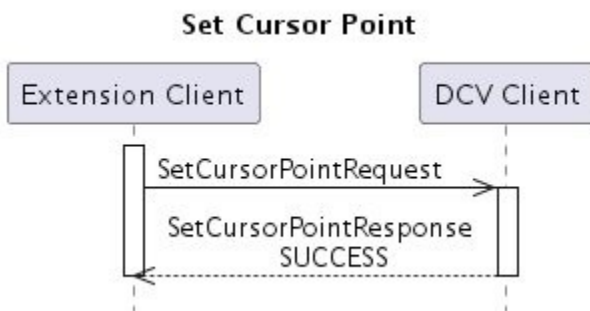 Set Cursor Point
Extension Client
DCV Client
SetCursorPointRequest
SetCursorPointResponse
SUCCESS